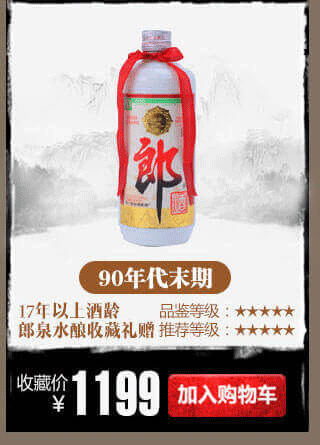 郎
90年代末期
17年以上酒龄 品鉴等级：★★★★★
郎泉水酿收藏礼赠 推荐等级：★★★★★
收藏价
¥1199
加入购物车